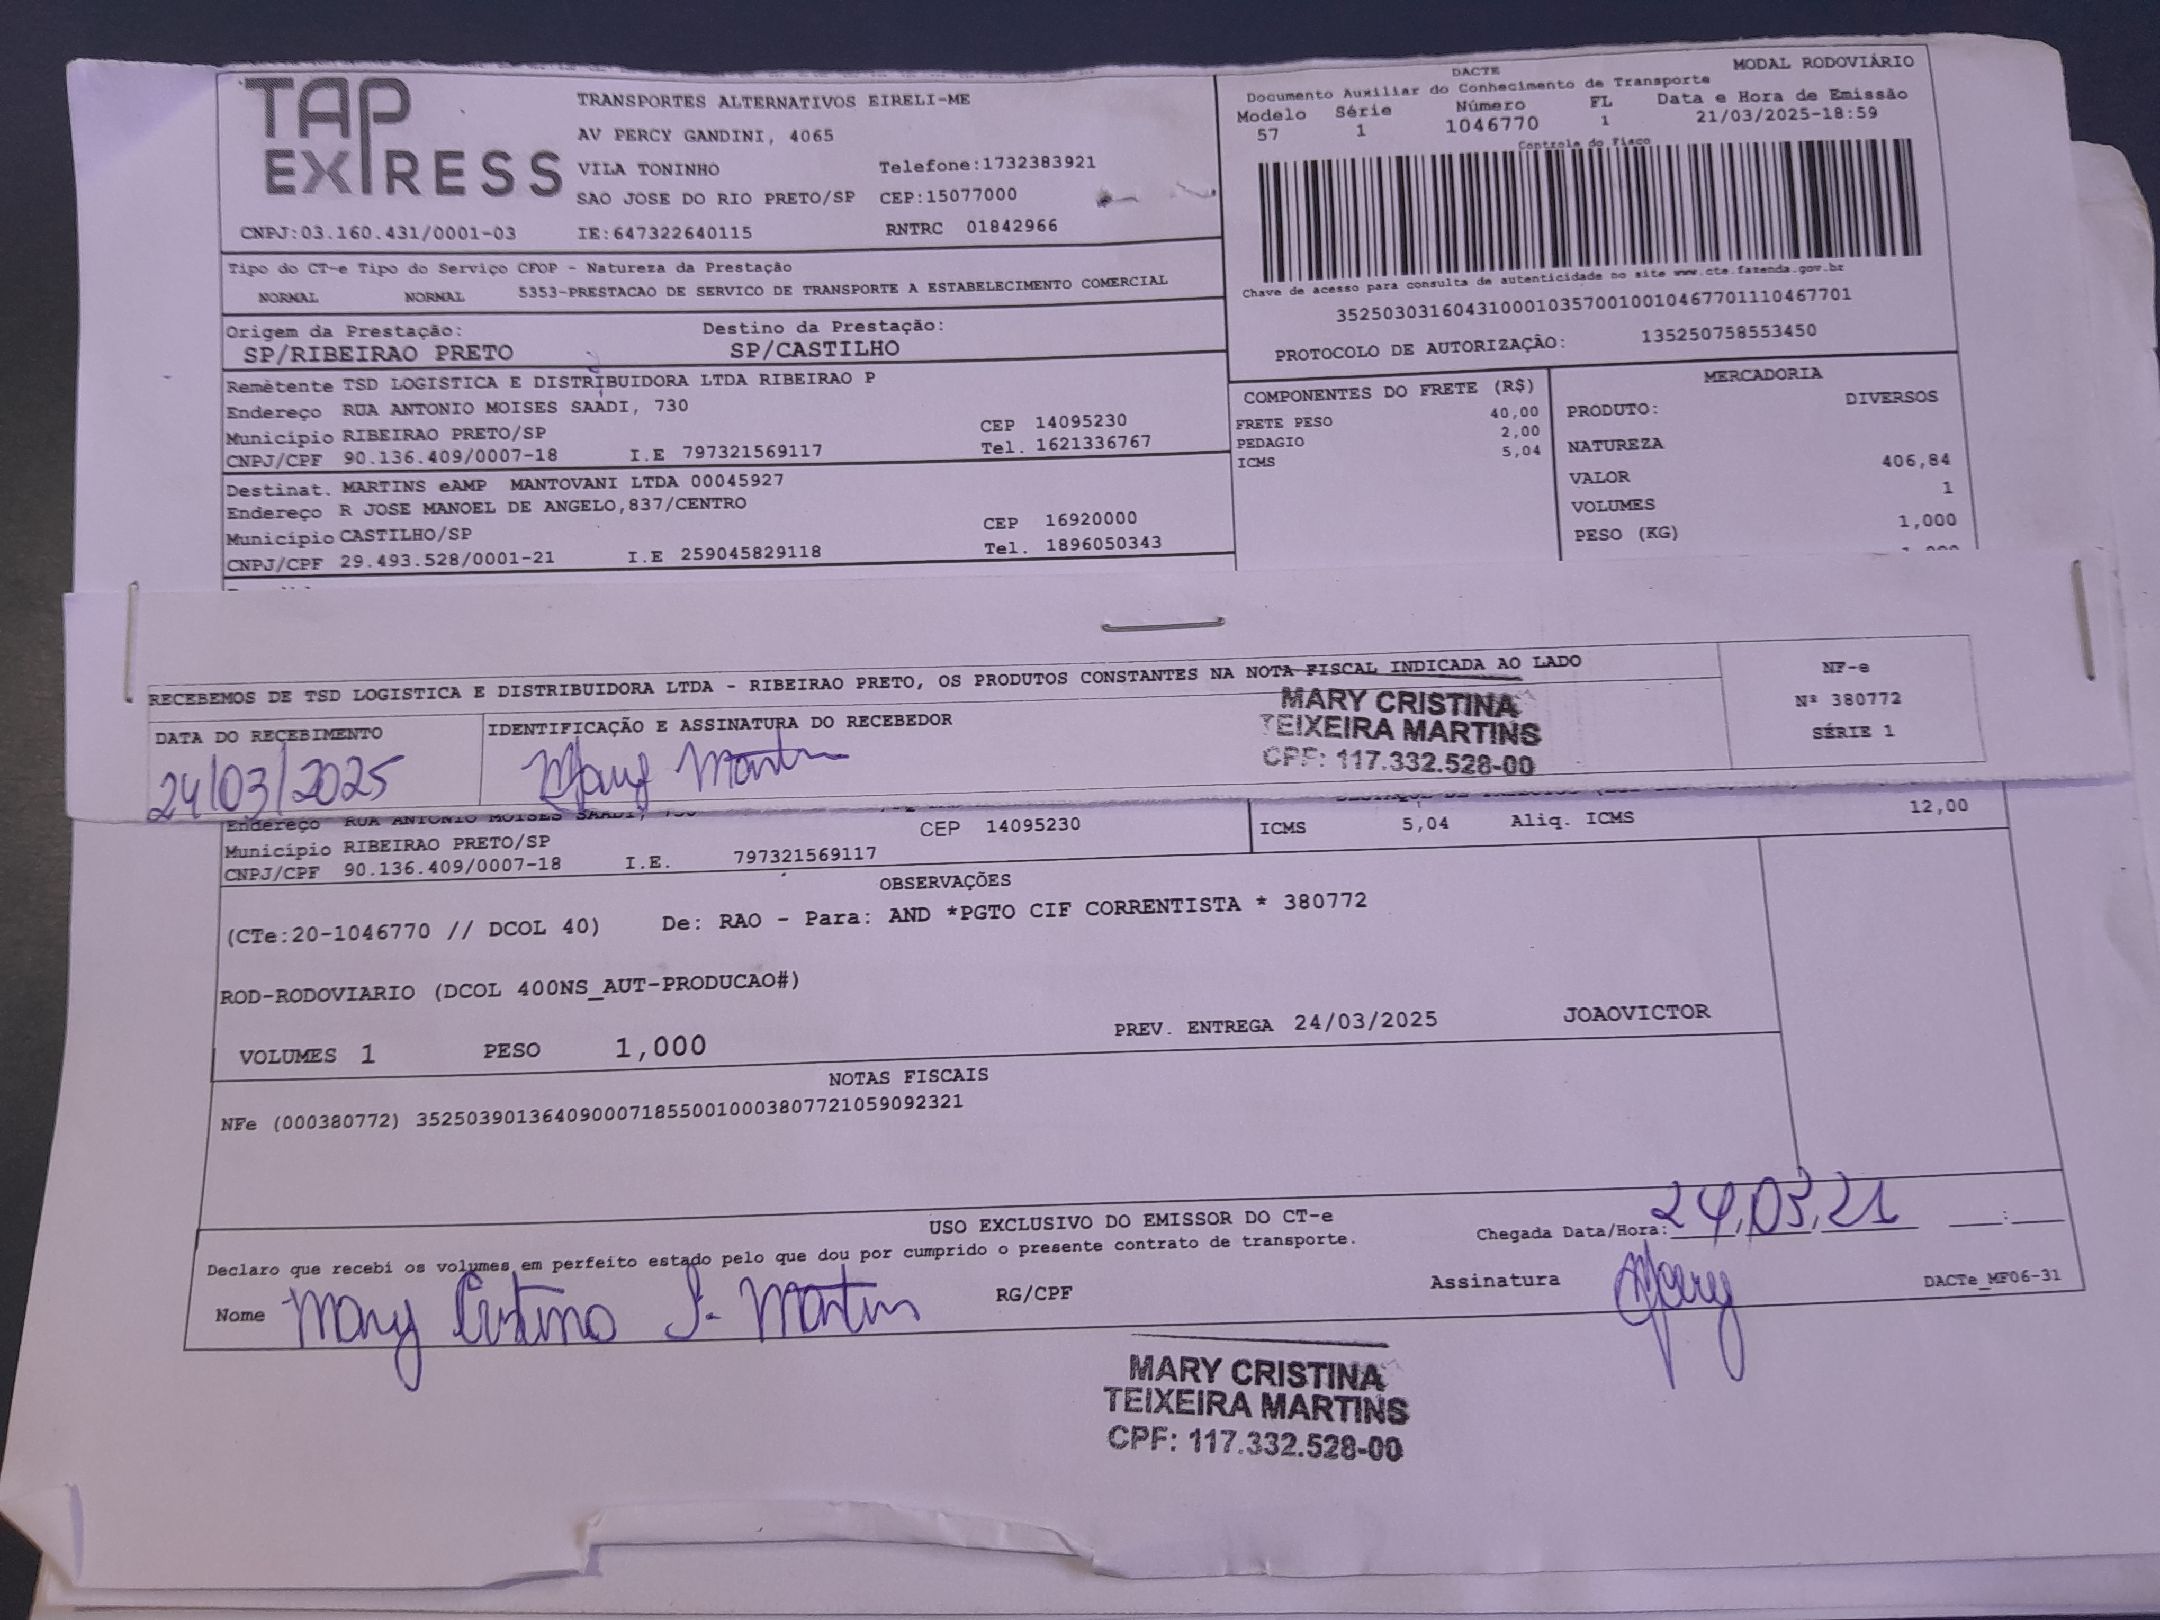 TAP EXPRESS
TRANSPORTES ALTERNATIVOS EIRELI-ME
AV PERCY GANDINI, 4065
VILA TONINHO Telefone:1732383921
SAO JOSE DO RIO PRETO/SP CEP:15077000
CNPJ:03.160.431/0001-03 IE:647322640115 RNTRC 01842966
DACTE MODAL RODOVIÁRIO
Documento Auxiliar do Conhecimento de Transporte
Modelo Série Número FL Data e Hora de Emissão
57 1 1046770 1 21/03/2025-18:59
Controle do Fisco
Chave de acesso para consulta de autenticidade no site www.cte.fazenda.gov.br
35250303160431000103570010010467701110467701
PROTOCOLO DE AUTORIZAÇÃO: 135250758553450
Tipo do CT-e Tipo do Serviço CFOP - Natureza da Prestação
NORMAL NORMAL 5353-PRESTACAO DE SERVICO DE TRANSPORTE A ESTABELECIMENTO COMERCIAL
Origem da Prestação: Destino da Prestação:
SP/RIBEIRAO PRETO SP/CASTILHO
Remetente TSD LOGISTICA E DISTRIBUIDORA LTDA RIBEIRAO P
Endereço RUA ANTONIO MOISES SAADI, 730
Município RIBEIRAO PRETO/SP CEP 14095230
CNPJ/CPF 90.136.409/0007-18 I.E 797321569117 Tel. 1621336767
Destinat. MARTINS eAMP MANTOVANI LTDA 00045927
Endereço R JOSE MANOEL DE ANGELO,837/CENTRO
Município CASTILHO/SP CEP 16920000
CNPJ/CPF 29.493.528/0001-21 I.E 259045829118 Tel. 1896050343
COMPONENTES DO FRETE (R$)
FRETE PESO 40,00
PEDAGIO 2,00
ICMS 5,04
MERCADORIA
PRODUTO: DIVERSOS
NATUREZA
VALOR 406,84
VOLUMES 1
PESO (KG) 1,000
RECEBEMOS DE TSD LOGISTICA E DISTRIBUIDORA LTDA - RIBEIRAO PRETO, OS PRODUTOS CONSTANTES NA NOTA FISCAL INDICADA AO LADO
NF-e
Nº 380772
SÉRIE 1
DATA DO RECEBIMENTO IDENTIFICAÇÃO E ASSINATURA DO RECEBEDOR
24/03/2025 Mary Martins
MARY CRISTINA
TEIXEIRA MARTINS
CPF: 117.332.528-00
Endereço RUA ANTONIO MOISES SAADI, 730 CEP 14095230
Município RIBEIRAO PRETO/SP
CNPJ/CPF 90.136.409/0007-18 I.E. 797321569117
ICMS 5,04 Aliq. ICMS 12,00
OBSERVAÇÕES
(CTe:20-1046770 // DCOL 40) De: RAO - Para: AND *PGTO CIF CORRENTISTA * 380772
ROD-RODOVIARIO (DCOL 400NS_AUT-PRODUCAO#)
VOLUMES 1 PESO 1,000 PREV. ENTREGA 24/03/2025 JOAOVICTOR
NOTAS FISCAIS
NFe (000380772) 35250390136409000718550010003807721059092321
USO EXCLUSIVO DO EMISSOR DO CT-e
Declaro que recebi os volumes em perfeito estado pelo que dou por cumprido o presente contrato de transporte.
Chegada Data/Hora: 24,03,21 __:__
Nome Mary Cristina T. Martins RG/CPF Assinatura Mary DACTe_MF06-31
MARY CRISTINA
TEIXEIRA MARTINS
CPF: 117.332.528-00